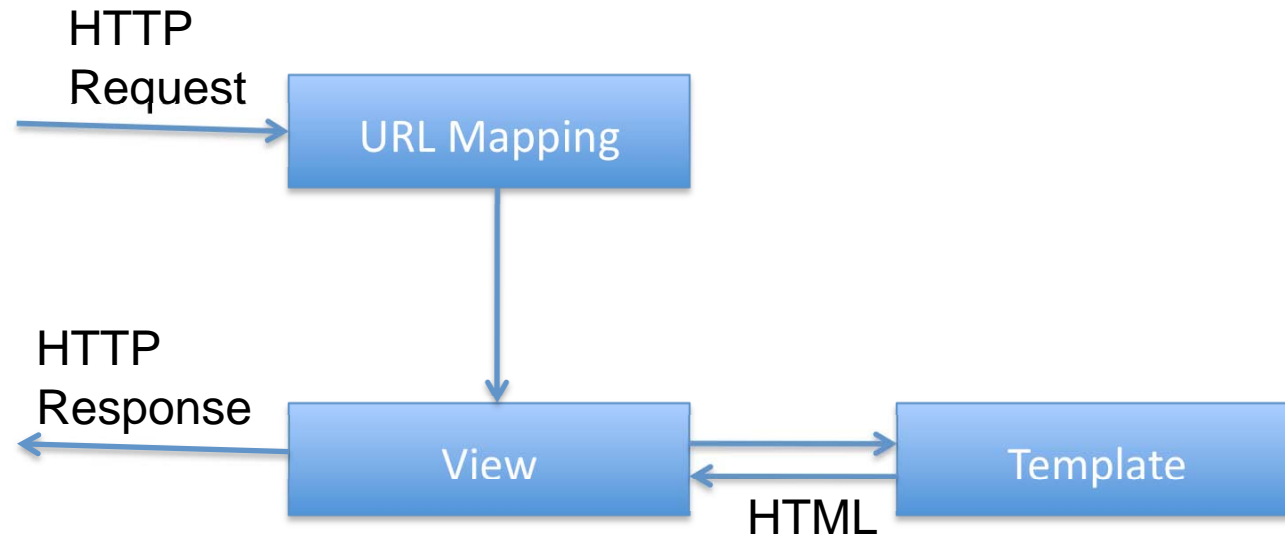 HTTP
Request
URL Mapping
HTTP
Response
View
Template
HTML